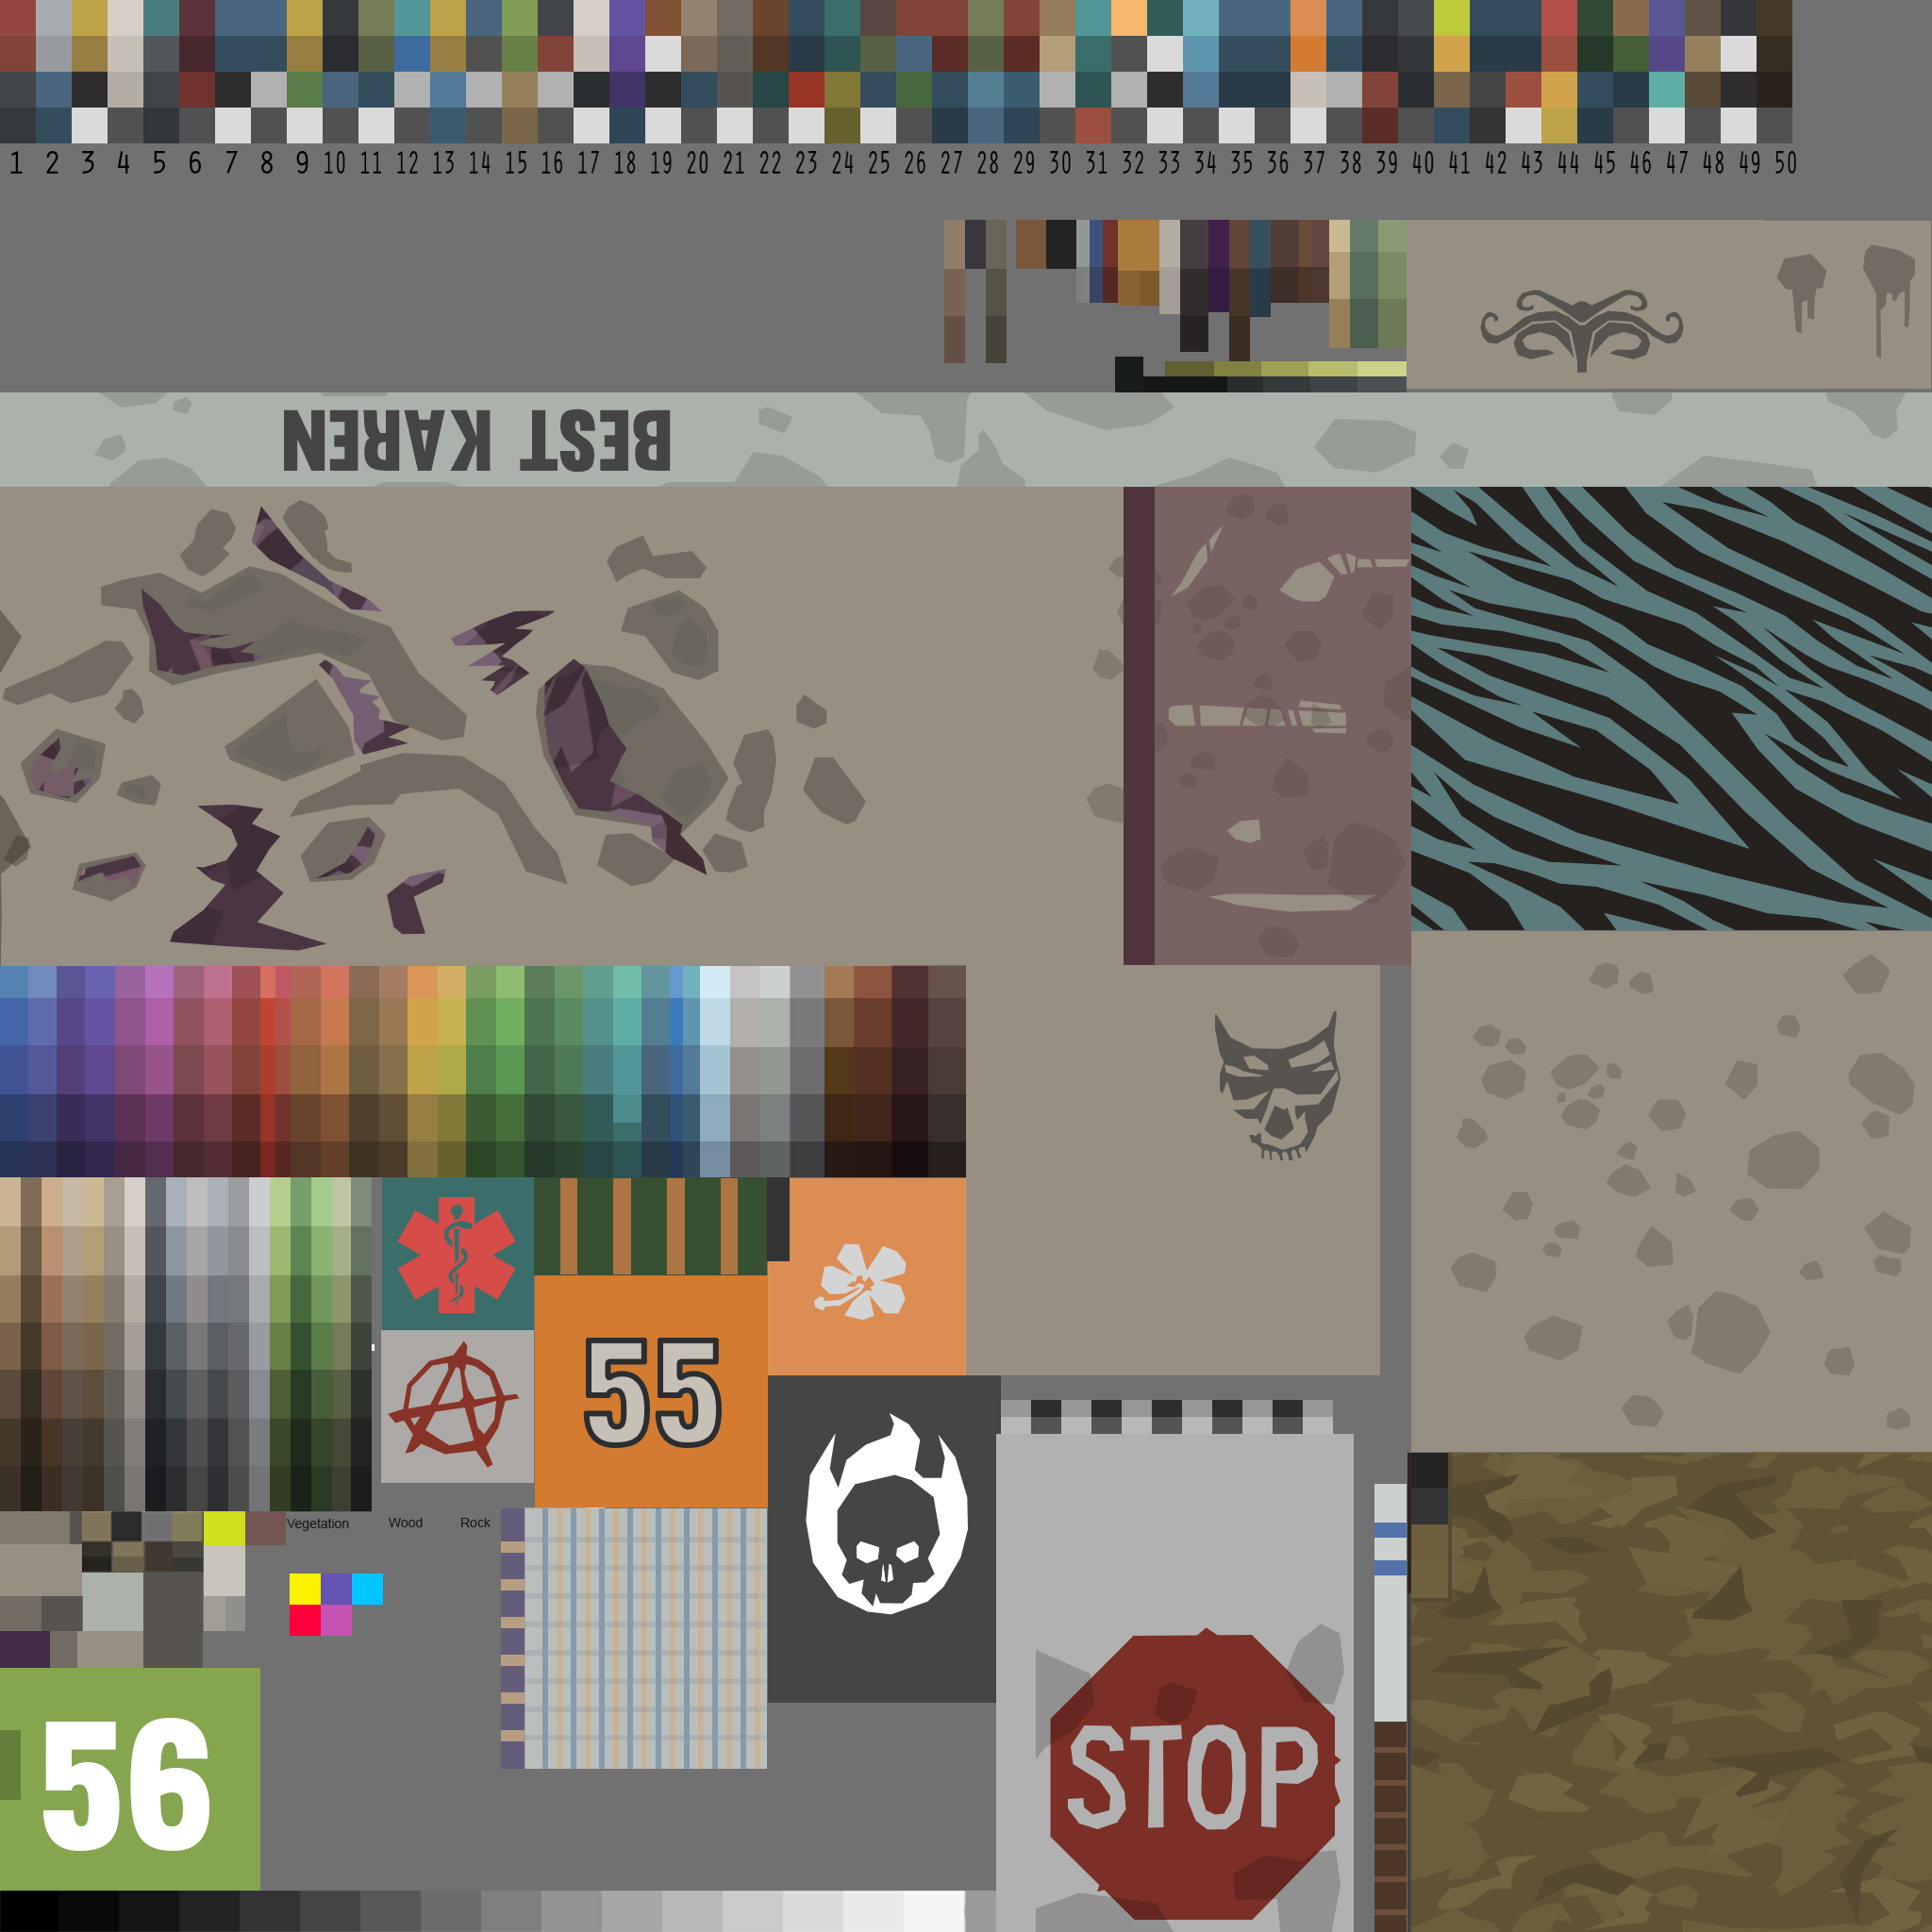 1 2 3 4 5 6 7 8 9 10 11 12 13 14 15 16 17 18 19 20 21 22 23 24 25 26 27 28 29 30 31 32 33 34 35 36 37 38 39 40 41 42 43 44 45 46 47 48 49 50
BEST KAREN
55
Vegetation Wood Rock
56
STOP